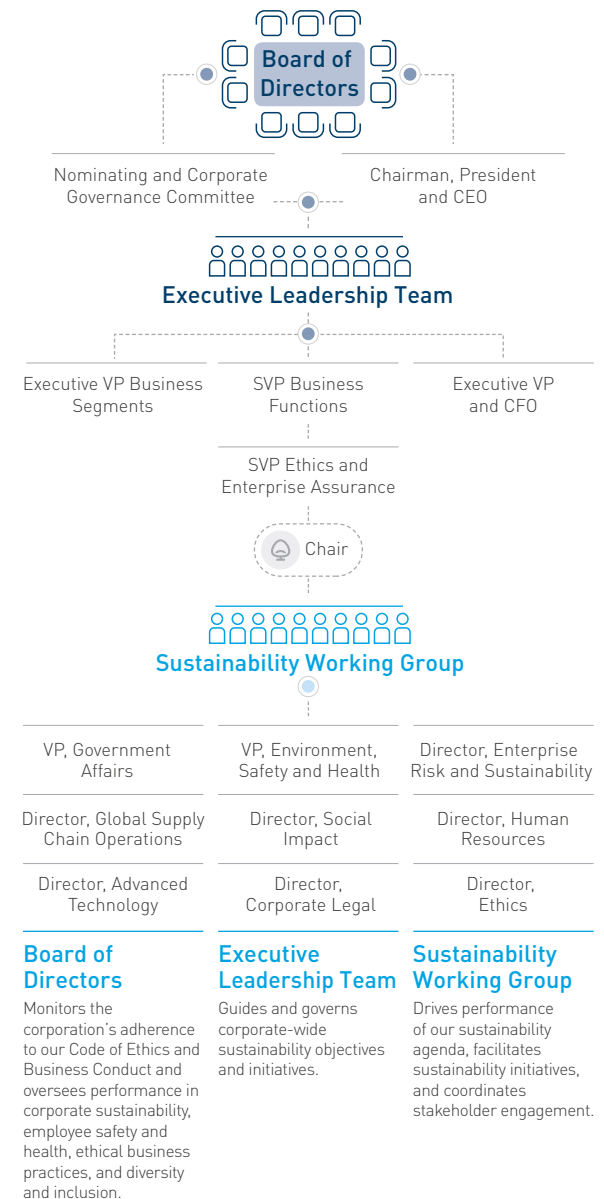 Board of
Directors
Nominating and Corporate
Governance Committee
Chairman, President
and CEO
Executive Leadership Team
Executive VP Business
Segments
SVP Business
Functions
Executive VP
and CFO
SVP Ethics and
Enterprise Assurance
Chair
Sustainability Working Group
VP, Government
Affairs
VP, Environment,
Safety and Health
Director, Enterprise
Risk and Sustainability
Director, Global Supply
Chain Operations
Director, Social
Impact
Director, Human
Resources
Director, Advanced
Technology
Director,
Corporate Legal
Director,
Ethics
Board of
Directors
Monitors the
corporation's adherence
to our Code of Ethics and
Business Conduct and
oversees performance in
corporate sustainability,
employee safety and
health, ethical business
practices, and diversity
and inclusion.
Executive
Leadership Team
Guides and governs
corporate-wide
sustainability objectives
and initiatives.
Sustainability
Working Group
Drives performance
of our sustainability
agenda, facilitates
sustainability initiatives,
and coordinates
stakeholder engagement.